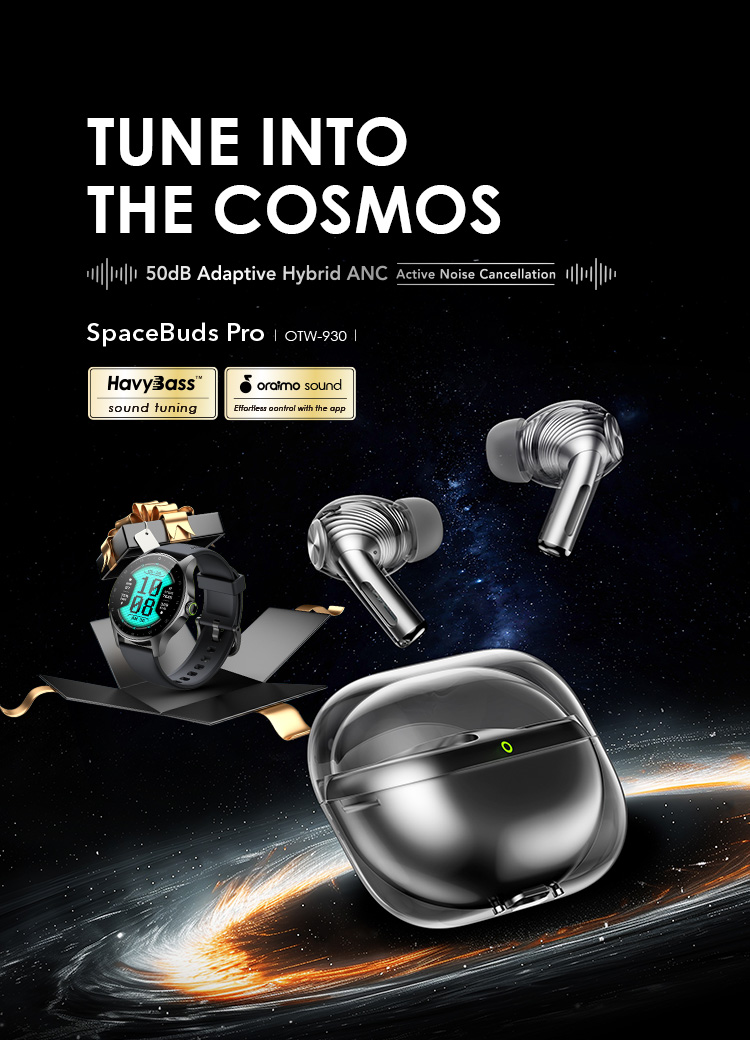 TUNE INTO
THE COSMOS
50dB Adaptive Hybrid ANC Active Noise Cancellation
SpaceBuds Pro | OTW-930 |
HavyBass™
oraimo sound
sound tuning
Effortless control with the app
10
08